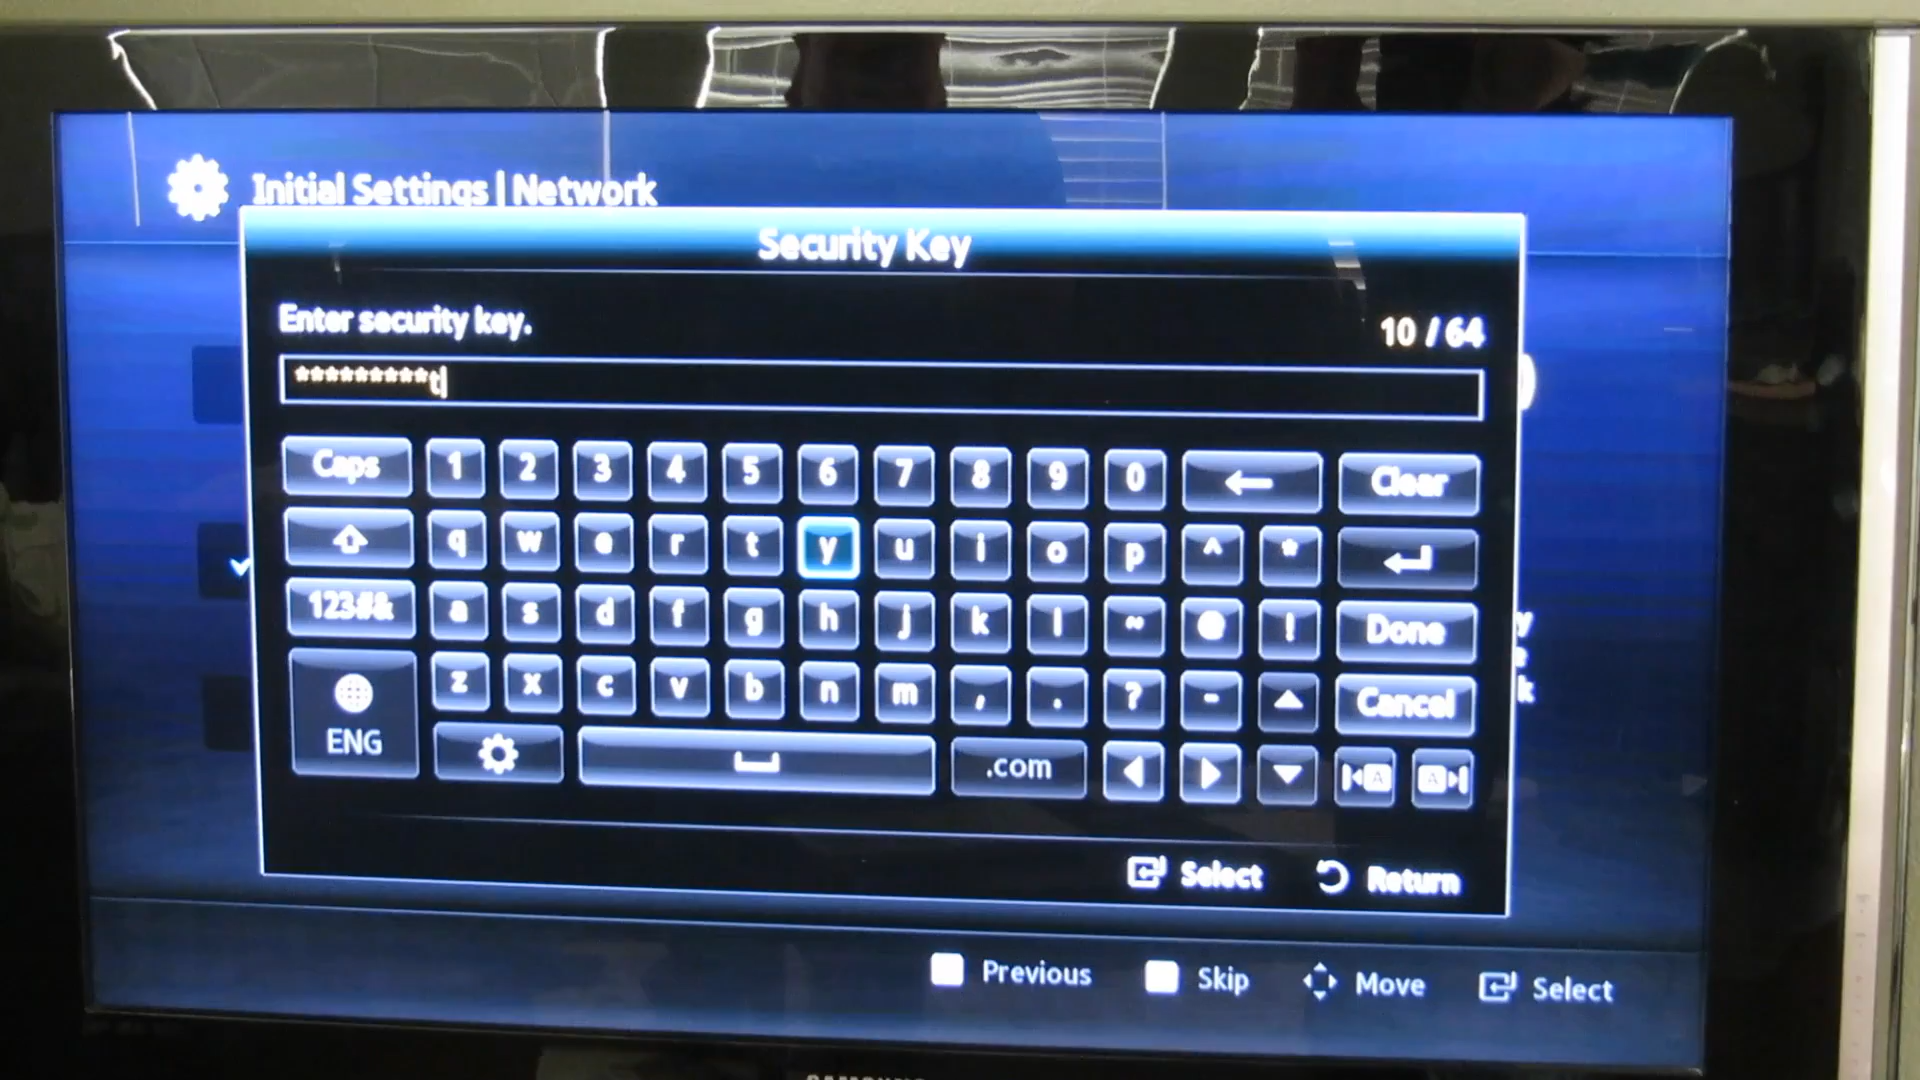 Initial Settings | Network
Security Key
Enter security key.
10 / 64
*********t
Caps 1 2 3 4 5 6 7 8 9 0 ← Clear
q w e r t y u i o p ^ *
123#& a s d f g h j k l ~ @ ! Done
z x c v b n m , . ? - Cancel
ENG .com A A
Select Return
Previous Skip Move Select
SAMSUNG